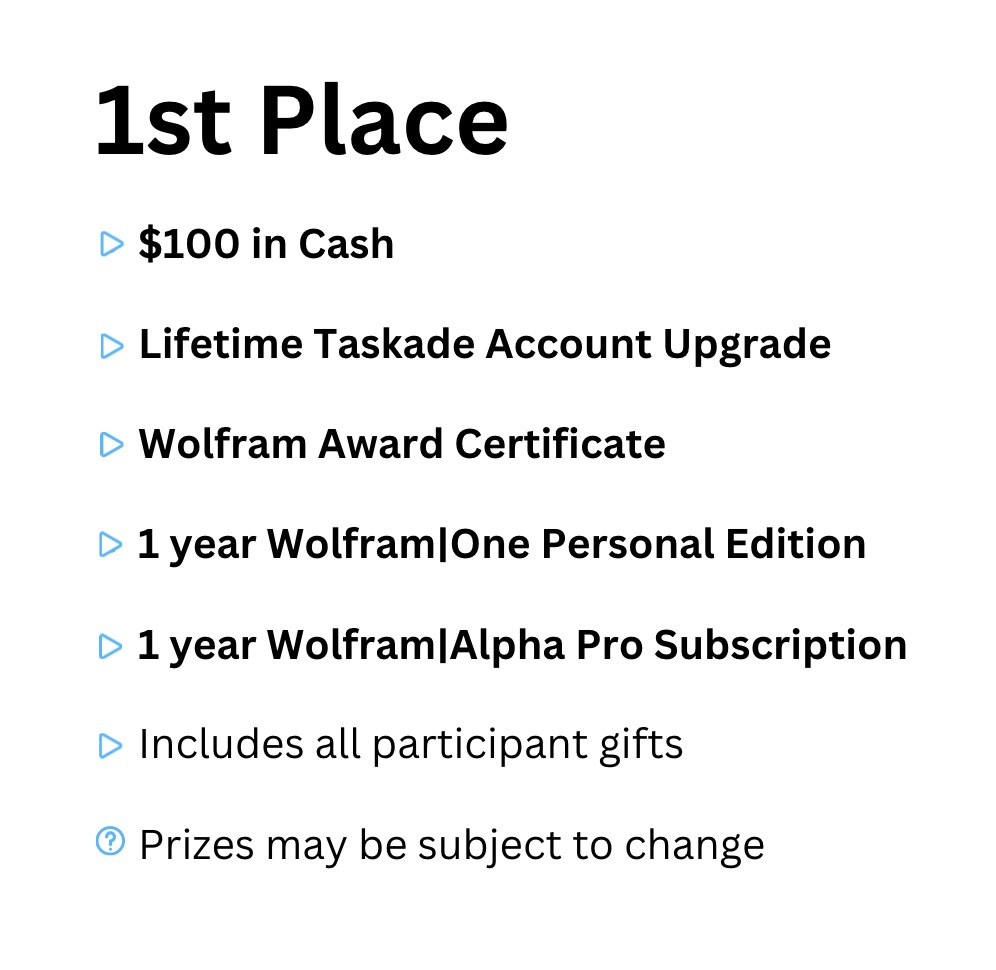 1st Place
$100 in Cash
Lifetime Taskade Account Upgrade
Wolfram Award Certificate
1 year Wolfram|One Personal Edition
1 year Wolfram|Alpha Pro Subscription
Includes all participant gifts
Prizes may be subject to change